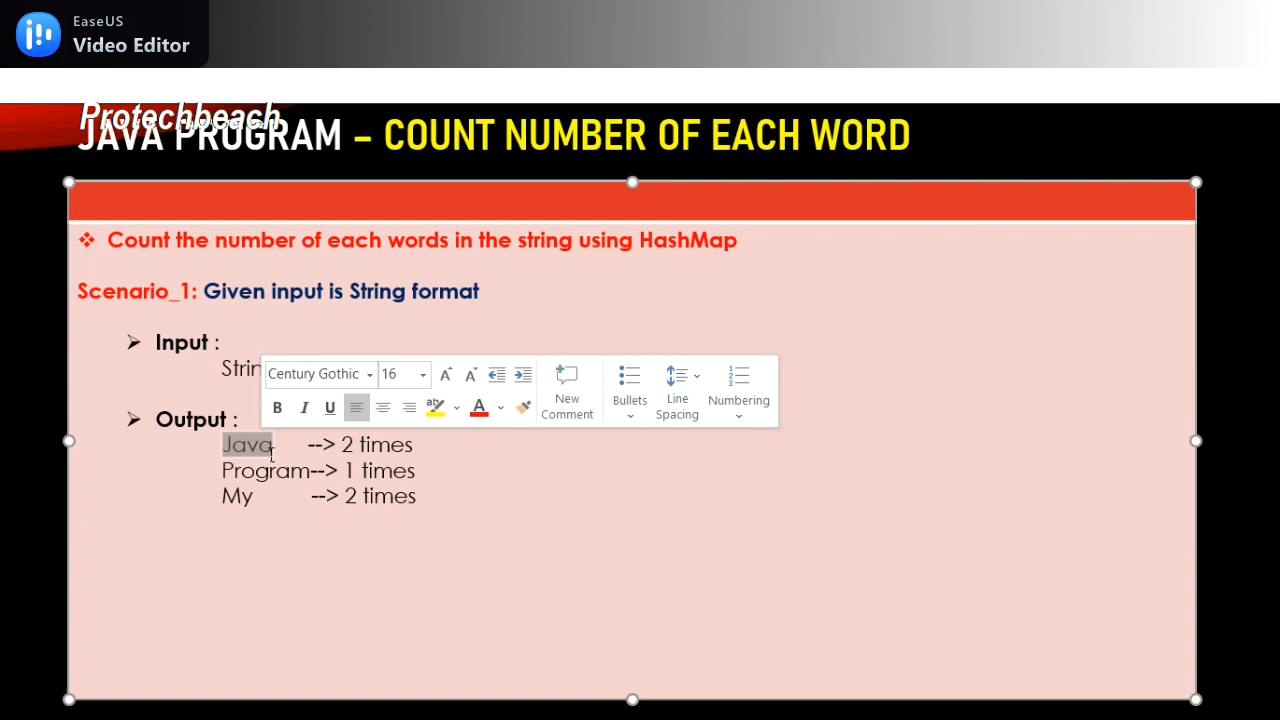 EaseUS
Video Editor
Protechbeach
JAVA PROGRAM – COUNT NUMBER OF EACH WORD
❖ Count the number of each words in the string using HashMap
Scenario_1: Given input is String format
➢ Input :
Strin
Century Gothic 16
B I U
New Comment
Bullets
Line Spacing
Numbering
➢ Output :
Java --> 2 times
Program--> 1 times
My --> 2 times